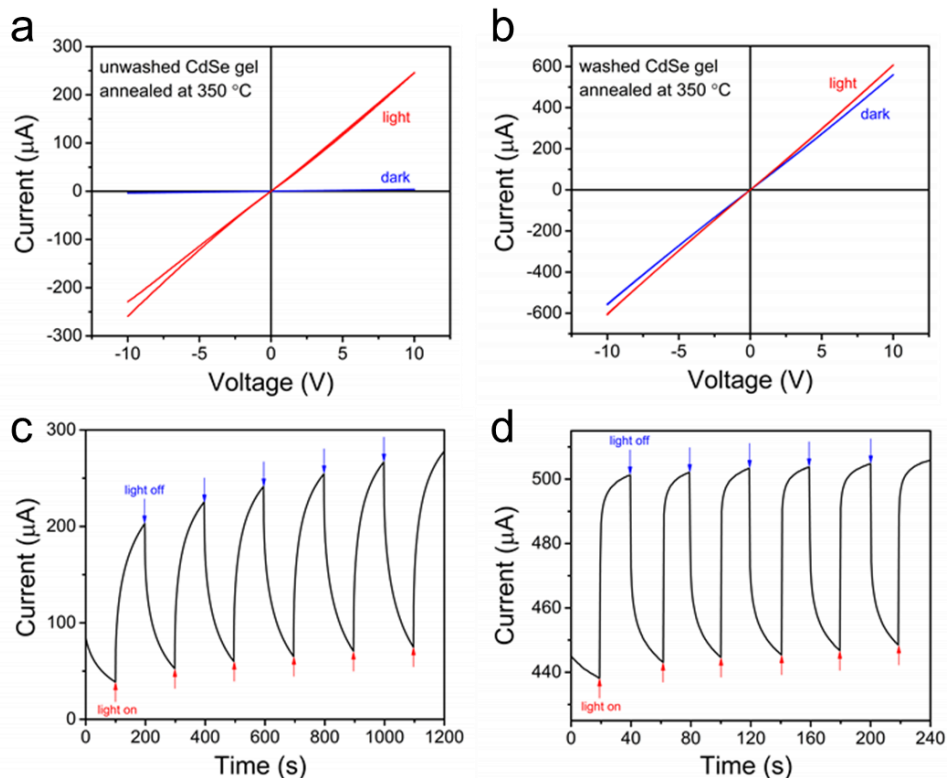 a
unwashed CdSe gel
annealed at 350 °C
light
dark
300
200
100
0
-100
-200
-300
-10
-5
0
5
10
Current (μA)
Voltage (V)
b
washed CdSe gel
annealed at 350 °C
light
dark
600
400
200
0
-200
-400
-600
-10
-5
0
5
10
Current (μA)
Voltage (V)
c
light off
light on
300
200
100
0
0
200
400
600
800
1000
1200
Current (μA)
Time (s)
d
light off
light on
500
480
460
440
0
40
80
120
160
200
240
Current (μA)
Time (s)